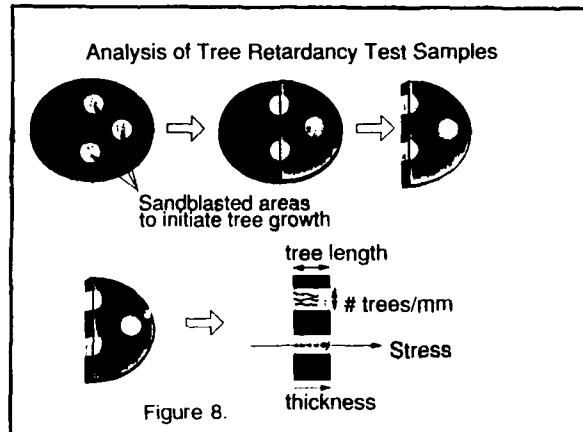 Analysis of Tree Retardancy Test Samples
Sandblasted areas
to initiate tree growth
tree length
# trees/mm
Stress
thickness
Figure 8.